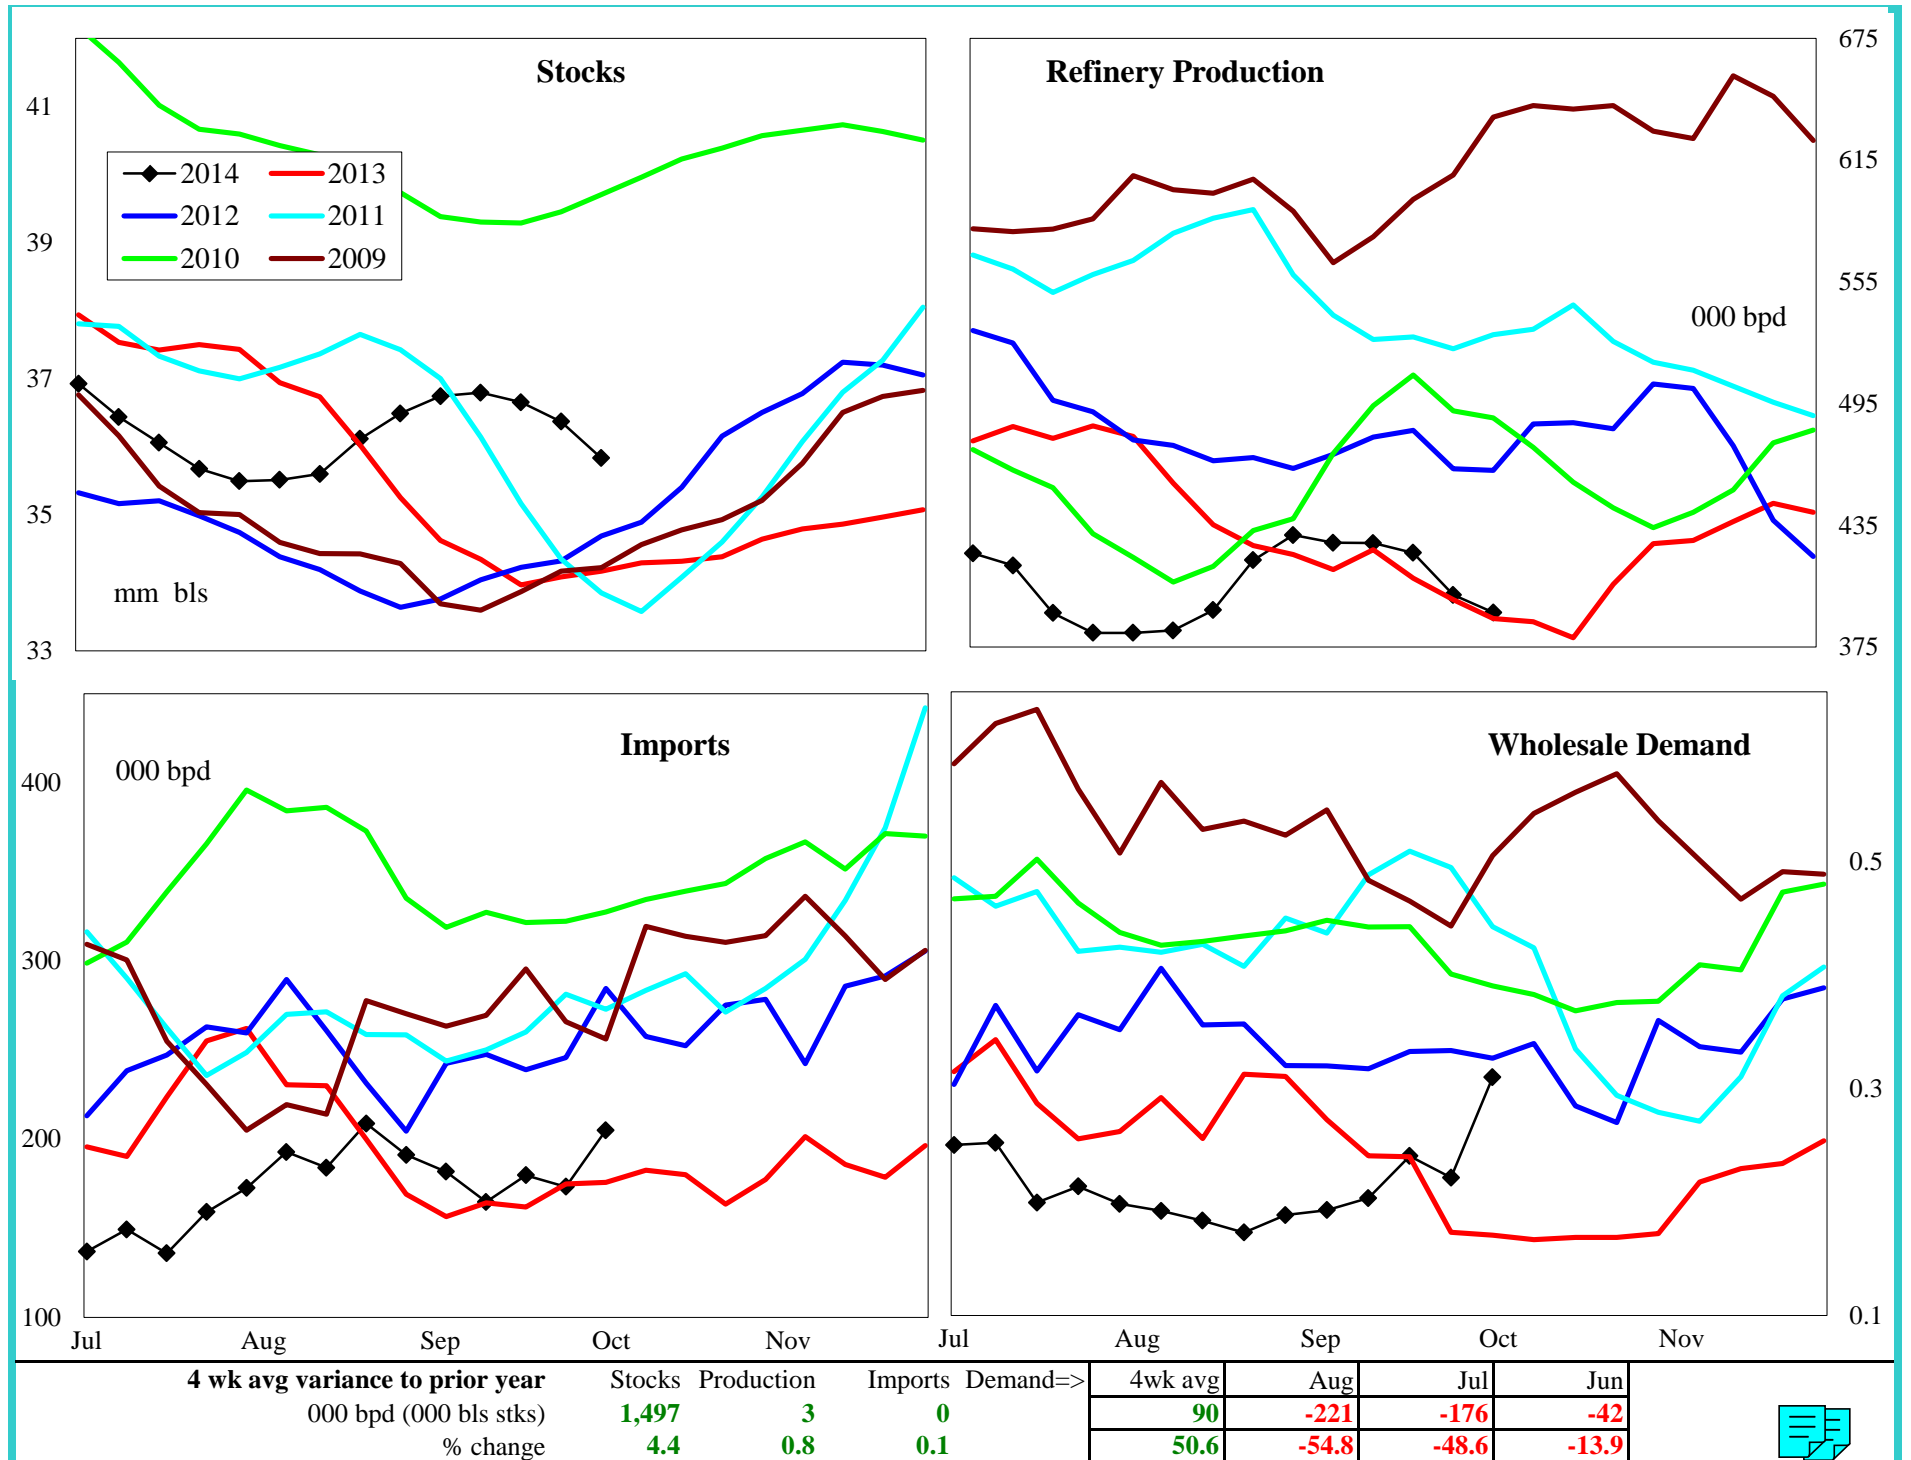 Stocks
41
39
37
35
33
2014 2013
2012 2011
2010 2009
mm bls
Refinery Production
675
615
555
495
435
375
000 bpd
Imports
000 bpd
400
300
200
100
Jul Aug Sep Oct Nov
Wholesale Demand
0.5
0.3
0.1
Jul Aug Sep Oct Nov
4 wk avg variance to prior year Stocks Production Imports Demand=> 4wk avg Aug Jul Jun
000 bpd (000 bls stks) 1,497 3 0 90 -221 -176 -42
% change 4.4 0.8 0.1 50.6 -54.8 -48.6 -13.9